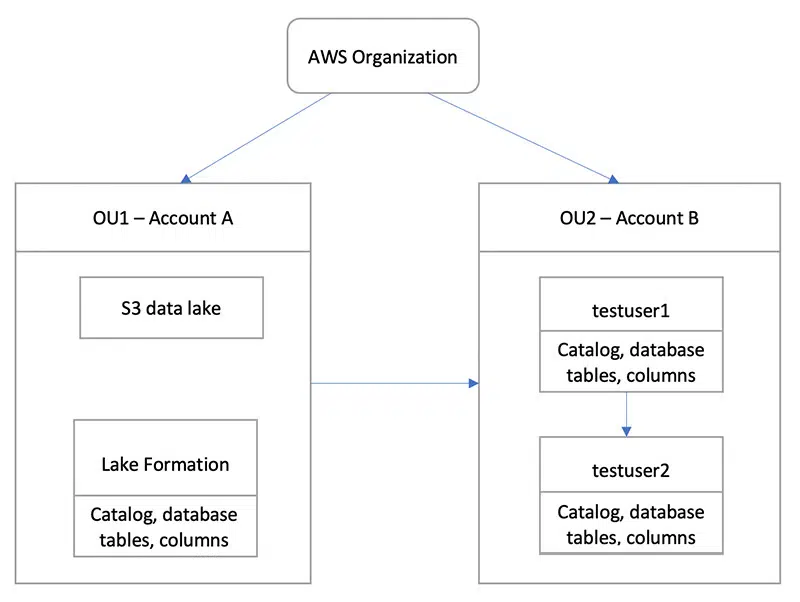 AWS Organization
OU1 – Account A
S3 data lake
Lake Formation
Catalog, database
tables, columns
OU2 – Account B
testuser1
Catalog, database
tables, columns
testuser2
Catalog, database
tables, columns